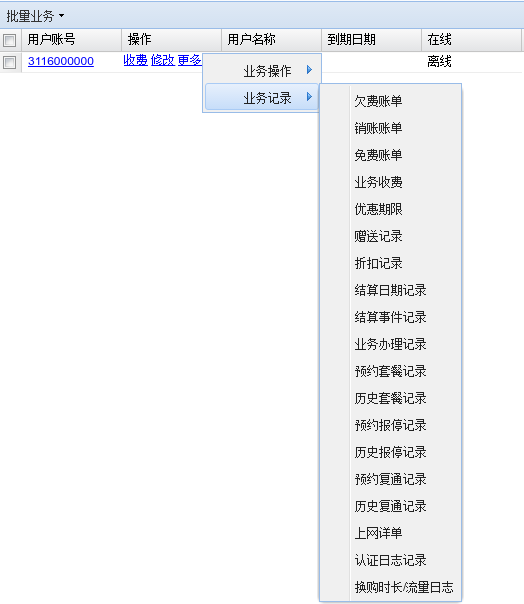 批量业务
用户账号 操作 用户名称 到期日期 在线
3116000000 收费 修改 更多 离线
业务操作
业务记录
欠费账单
销账账单
免费账单
业务收费
优惠期限
赠送记录
折扣记录
结算日期记录
结算事件记录
业务办理记录
预约套餐记录
历史套餐记录
预约报停记录
历史报停记录
预约复通记录
历史复通记录
上网详单
认证日志记录
换购时长/流量日志